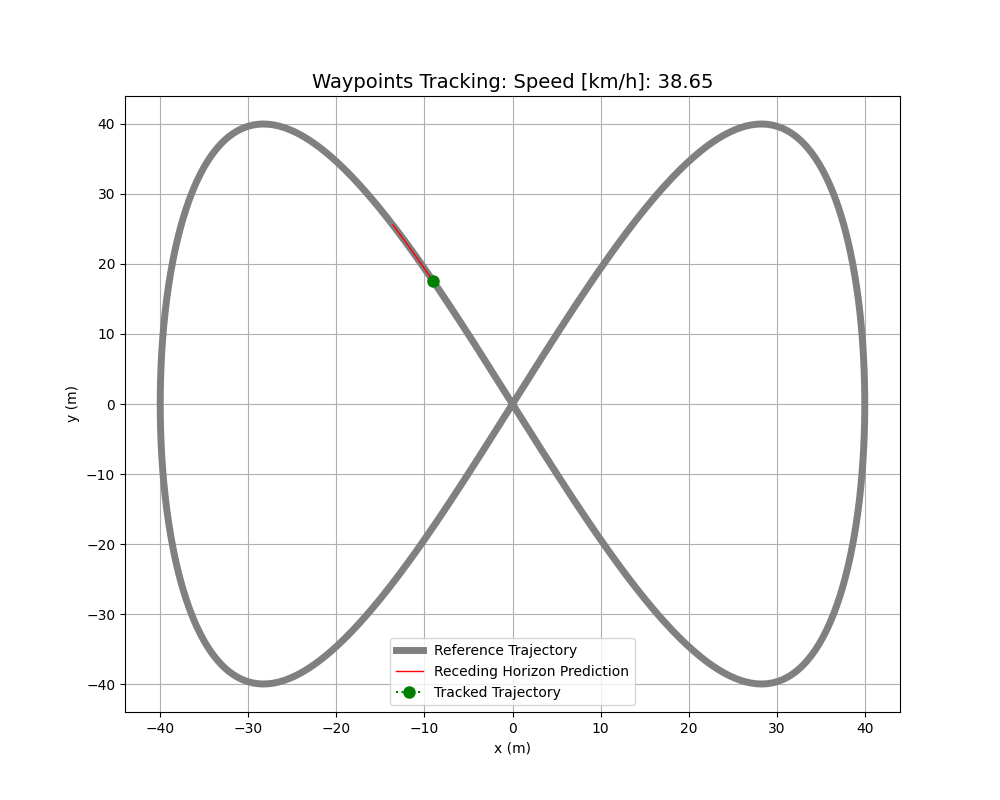 Waypoints Tracking: Speed [km/h]: 38.65
40
30
20
10
0
−10
−20
−30
−40
y (m)
−40 −30 −20 −10 0 10 20 30 40
x (m)
Reference Trajectory
Receding Horizon Prediction
Tracked Trajectory